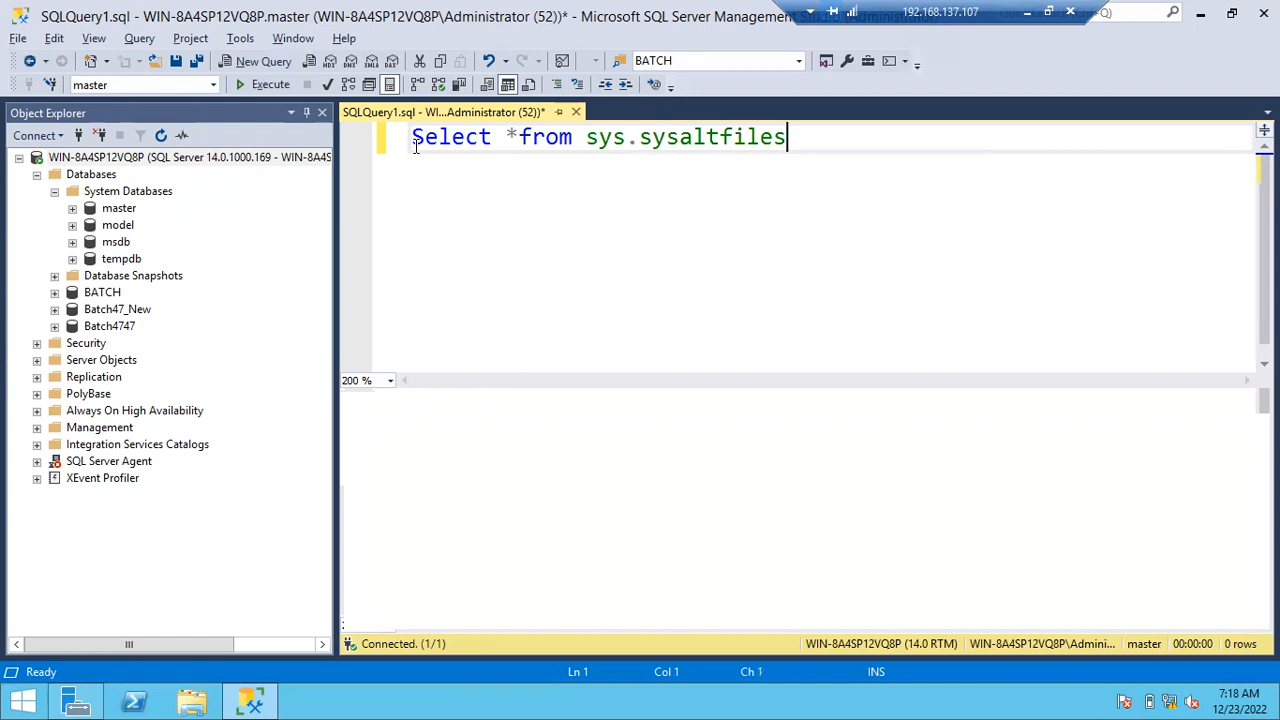 SQLQuery1.sql - WIN-8A4SP12VQ8P.master (WIN-8A4SP12VQ8P\Administrator (52))* - Microsoft SQL Server Management
192.168.137.107
File Edit View Query Project Tools Window Help
New Query BATCH
master Execute
Object Explorer
SQLQuery1.sql - WI...Administrator (52))*
Connect
Select *from sys.sysaltfiles
WIN-8A4SP12VQ8P (SQL Server 14.0.1000.169 - WIN-8A4S
Databases
System Databases
master
model
msdb
tempdb
Database Snapshots
BATCH
Batch47_New
Batch4747
Security
Server Objects
Replication
PolyBase
Always On High Availability
Management
Integration Services Catalogs
SQL Server Agent
XEvent Profiler
200 %
Connected. (1/1) WIN-8A4SP12VQ8P (14.0 RTM) WIN-8A4SP12VQ8P\Admini... master 00:00:00 0 rows
Ready Ln 1 Col 1 Ch 1 INS
7:18 AM
12/23/2022